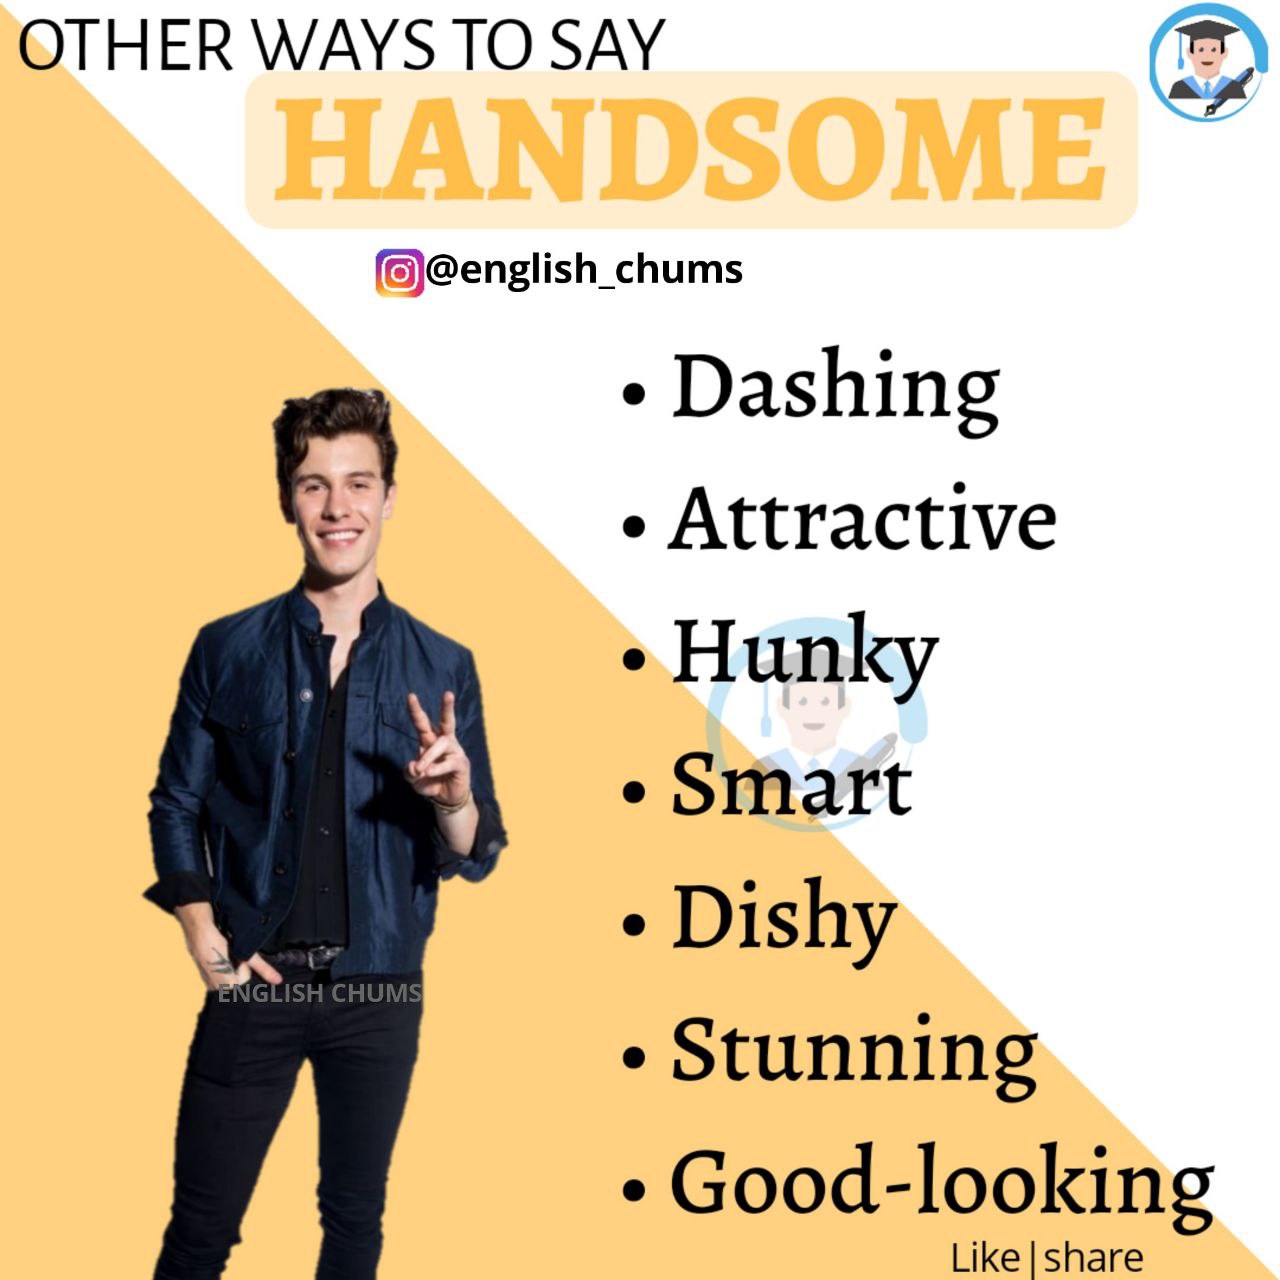 OTHER WAYS TO SAY
HANDSOME
@english_chums
• Dashing
• Attractive
• Hunky
• Smart
• Dishy
ENGLISH CHUMS
• Stunning
• Good-looking
Like|share